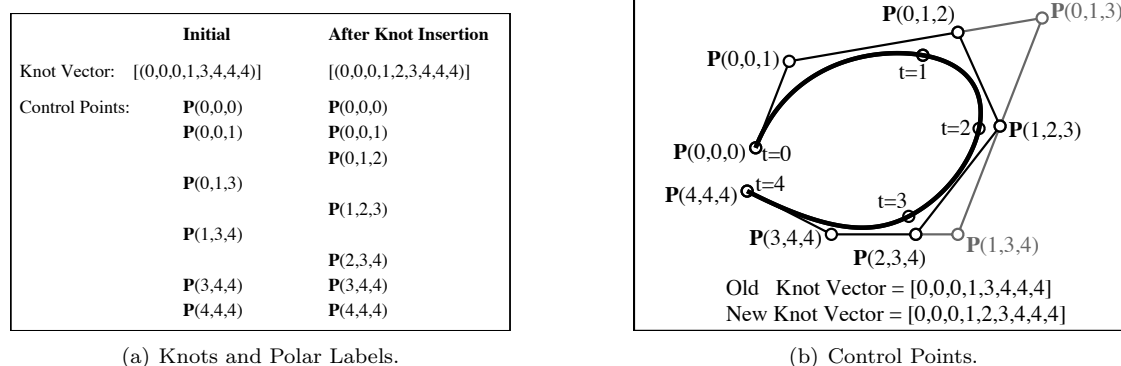 Initial After Knot Insertion
Knot Vector: [(0,0,0,1,3,4,4,4)] [(0,0,0,1,2,3,4,4,4)]
Control Points: P(0,0,0) P(0,0,0)
P(0,0,1) P(0,0,1)
P(0,1,2)
P(0,1,3)
P(1,2,3)
P(1,3,4)
P(2,3,4)
P(3,4,4) P(3,4,4)
P(4,4,4) P(4,4,4)
(a) Knots and Polar Labels.
P(0,1,2) P(0,1,3)
P(0,0,1)
t=1
t=2 P(1,2,3)
P(0,0,0) t=0
P(4,4,4) t=4
t=3
P(3,4,4) P(2,3,4) P(1,3,4)
Old Knot Vector = [0,0,0,1,3,4,4,4]
New Knot Vector = [0,0,0,1,2,3,4,4,4]
(b) Control Points.